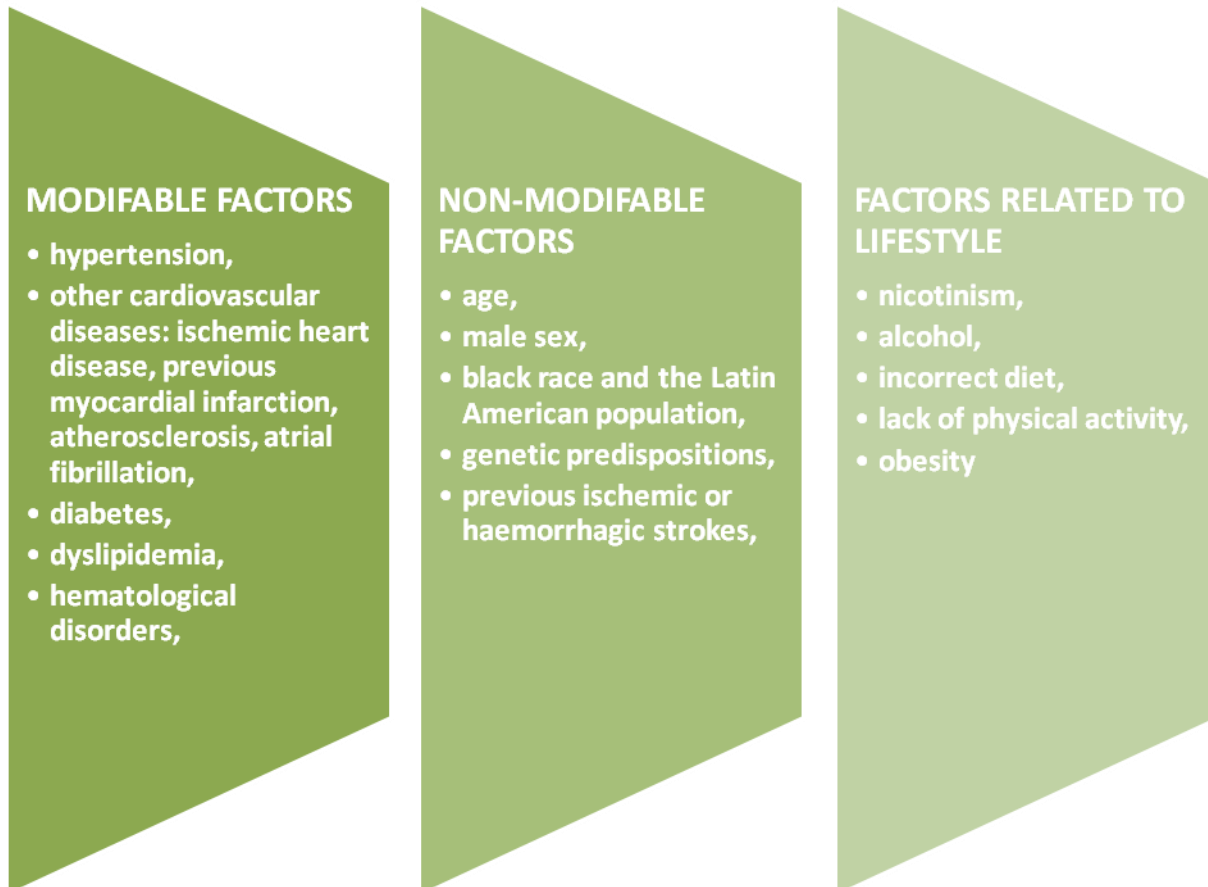 MODIFABLE FACTORS
• hypertension,
• other cardiovascular
diseases: ischemic heart
disease, previous
myocardial infarction,
atherosclerosis, atrial
fibrillation,
• diabetes,
• dyslipidemia,
• hematological
disorders,
NON-MODIFABLE
FACTORS
• age,
• male sex,
• black race and the Latin
American population,
• genetic predispositions,
• previous ischemic or
haemorrhagic strokes,
FACTORS RELATED TO
LIFESTYLE
• nicotinism,
• alcohol,
• incorrect diet,
• lack of physical activity,
• obesity